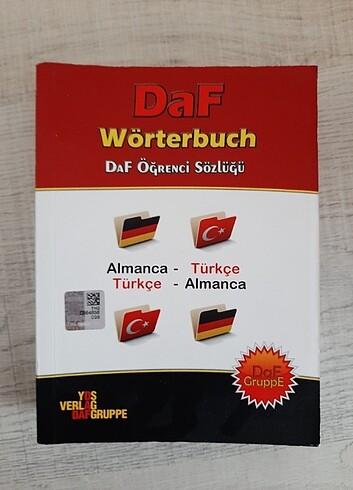 DaF
Wörterbuch
DaF Öğrenci Sözlüğü
Almanca - Türkçe
Türkçe - Almanca
DaF
GruppE
YDS
VERLAG
DAFGRUPPE